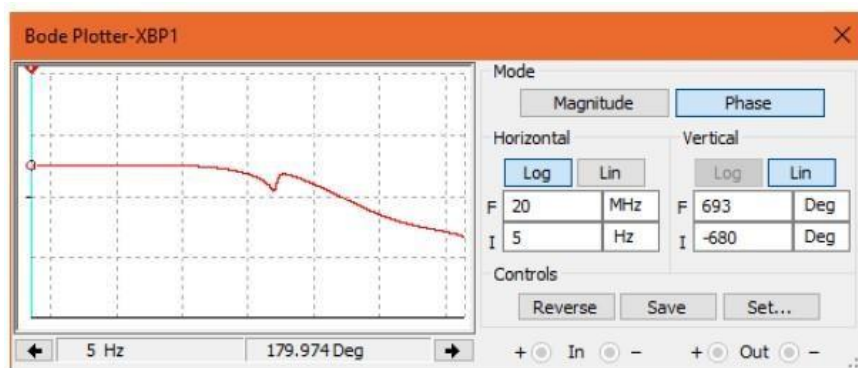 Bode Plotter-XBP1
Mode
Magnitude Phase
Horizontal Vertical
Log Lin Log Lin
F 20 MHz F 693 Deg
I 5 Hz I -680 Deg
Controls
Reverse Save Set...
5 Hz 179.974 Deg + In - + Out -